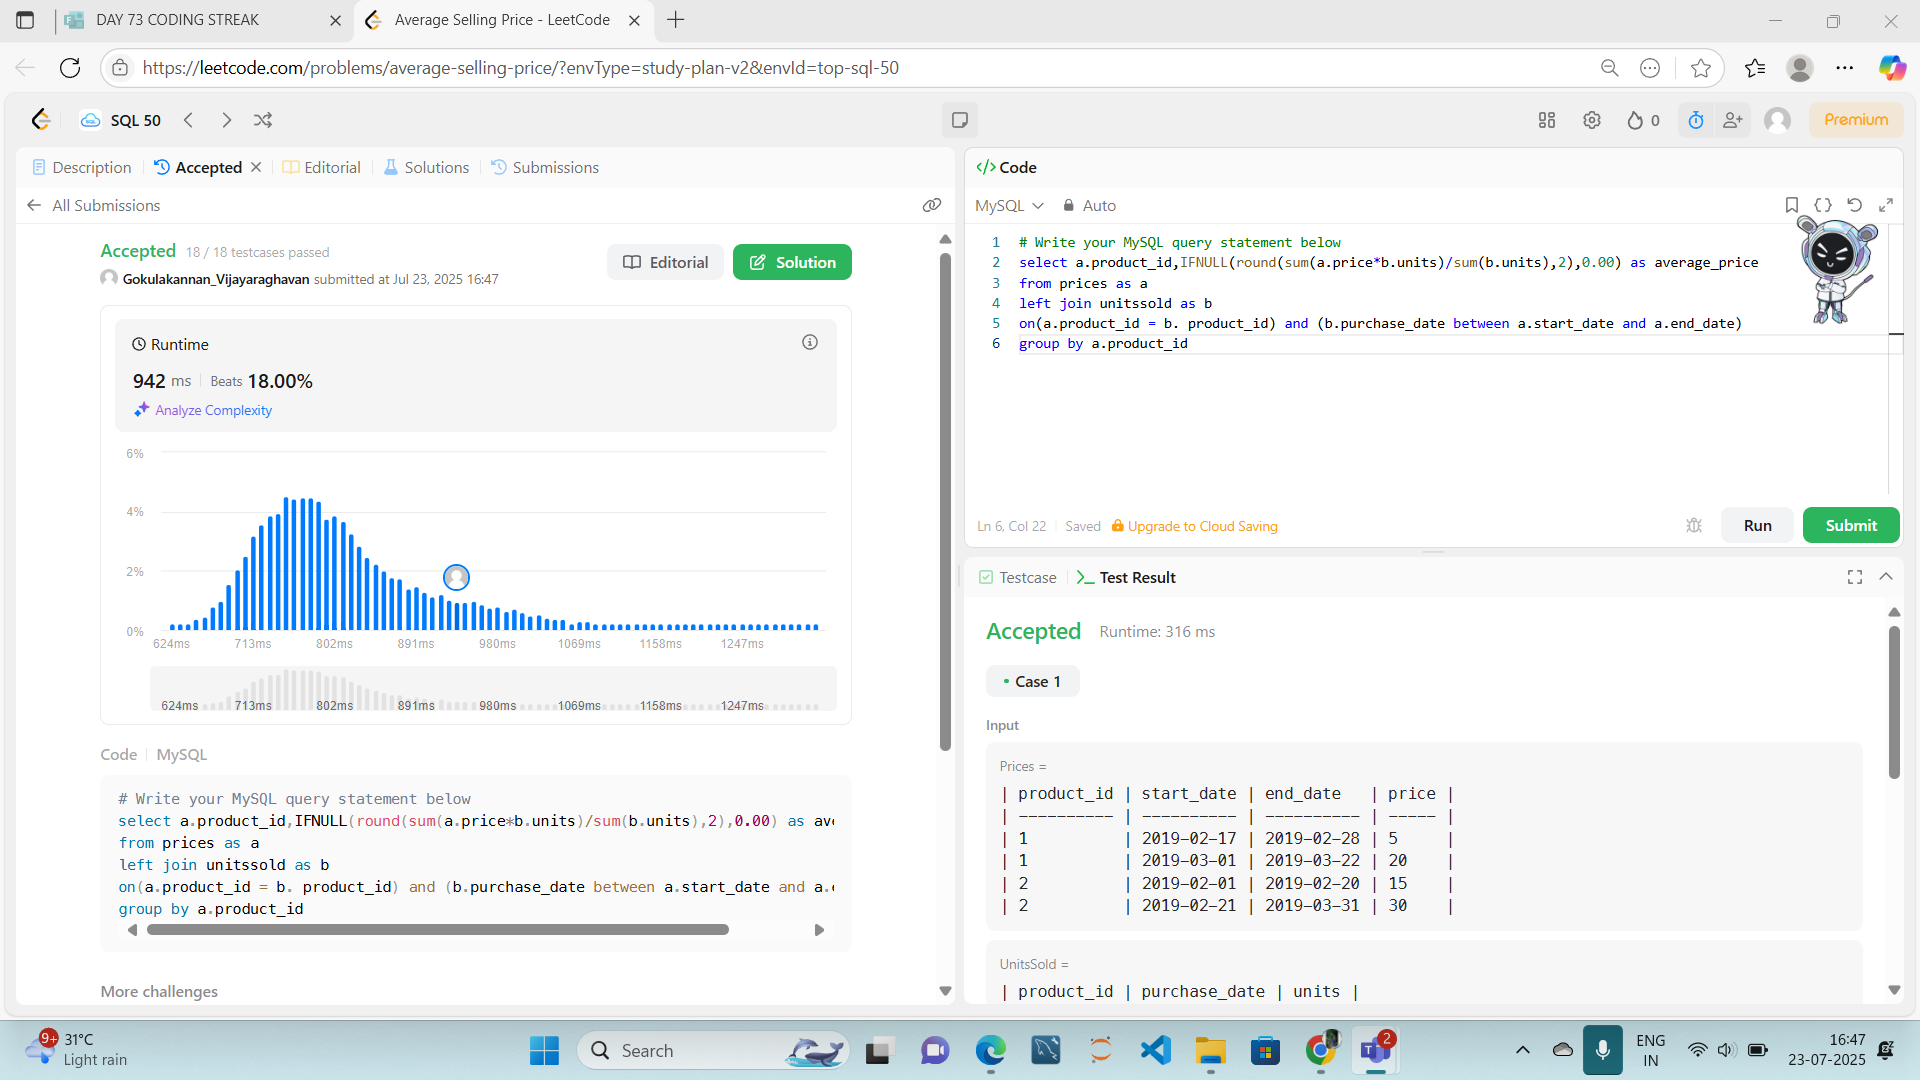 DAY 73 CODING STREAK
Average Selling Price - LeetCode
https://leetcode.com/problems/average-selling-price/?envType=study-plan-v2&envId=top-sql-50
SQL 50
0
Premium
Description
Accepted
Editorial
Solutions
Submissions
All Submissions
Accepted 18 / 18 testcases passed
Gokulakannan_Vijayaraghavan submitted at Jul 23, 2025 16:47
Editorial
Solution
Runtime
942 ms Beats 18.00%
Analyze Complexity
6%
4%
2%
0%
624ms 713ms 802ms 891ms 980ms 1069ms 1158ms 1247ms
624ms 713ms 802ms 891ms 980ms 1069ms 1158ms 1247ms
Code MySQL
# Write your MySQL query statement below
select a.product_id,IFNULL(round(sum(a.price*b.units)/sum(b.units),2),0.00) as ave
from prices as a
left join unitssold as b
on(a.product_id = b. product_id) and (b.purchase_date between a.start_date and a.e
group by a.product_id
More challenges
</> Code
MySQL Auto
1 # Write your MySQL query statement below
2 select a.product_id,IFNULL(round(sum(a.price*b.units)/sum(b.units),2),0.00) as average_price
3 from prices as a
4 left join unitssold as b
5 on(a.product_id = b. product_id) and (b.purchase_date between a.start_date and a.end_date)
6 group by a.product_id
Ln 6, Col 22 Saved Upgrade to Cloud Saving
Run
Submit
Testcase
Test Result
Accepted Runtime: 316 ms
Case 1
Input
Prices =
| product_id | start_date | end_date | price |
| ---------- | ---------- | ---------- | ----- |
| 1 | 2019-02-17 | 2019-02-28 | 5 |
| 1 | 2019-03-01 | 2019-03-22 | 20 |
| 2 | 2019-02-01 | 2019-02-20 | 15 |
| 2 | 2019-02-21 | 2019-03-31 | 30 |
UnitsSold =
| product_id | purchase_date | units |
9+
31°C
Light rain
Search
2
ENG
IN
16:47
23-07-2025